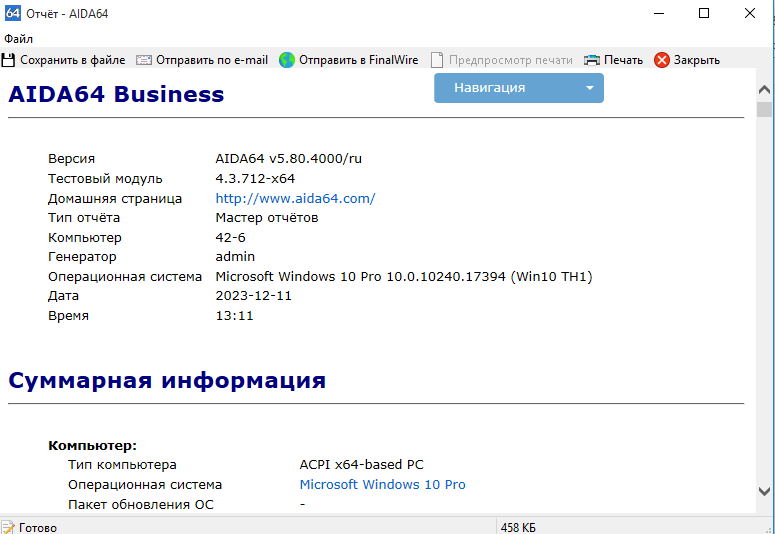 64 Отчёт - AIDA64
Файл
Сохранить в файле Отправить по e-mail Отправить в FinalWire Предпросмотр печати Печать Закрыть
AIDA64 Business
Навигация
Версия AIDA64 v5.80.4000/ru
Тестовый модуль 4.3.712-x64
Домашняя страница http://www.aida64.com/
Тип отчёта Мастер отчётов
Компьютер 42-6
Генератор admin
Операционная система Microsoft Windows 10 Pro 10.0.10240.17394 (Win10 TH1)
Дата 2023-12-11
Время 13:11
Суммарная информация
Компьютер:
Тип компьютера ACPI x64-based PC
Операционная система Microsoft Windows 10 Pro
Пакет обновления ОС -
Готово 458 КБ